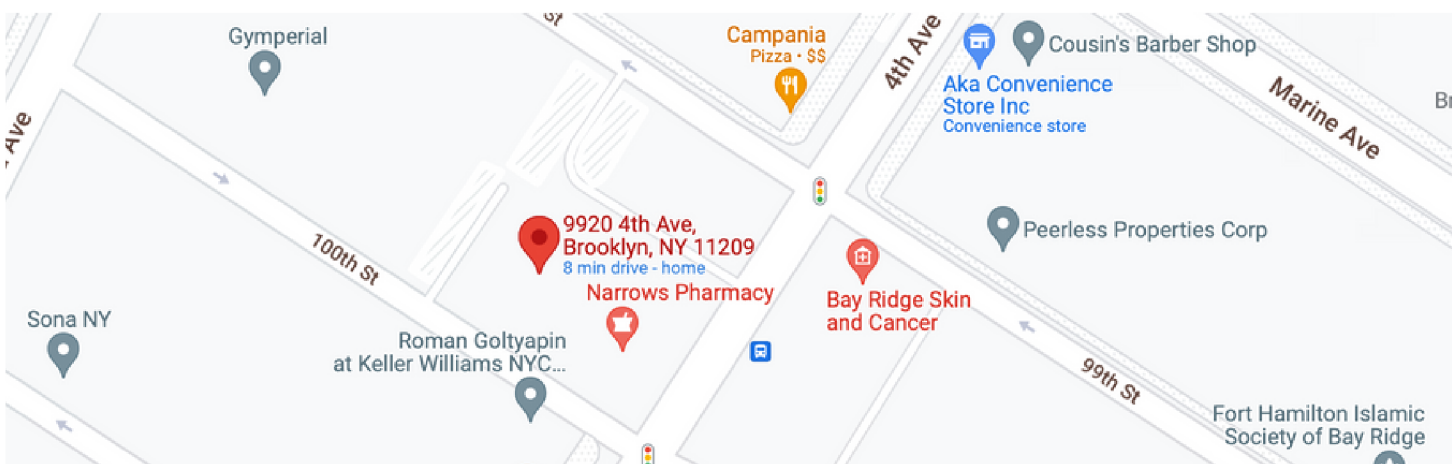 St
Gymperial
Campania
Pizza • $$
4th Ave
Cousin's Barber Shop
Aka Convenience
Store Inc
Convenience store
Marine Ave
Ave
100th St
9920 4th Ave,
Brooklyn, NY 11209
8 min drive - home
Narrows Pharmacy
Peerless Properties Corp
Bay Ridge Skin
and Cancer
Sona NY
Roman Goltyapin
at Keller Williams NYC...
99th St
Fort Hamilton Islamic
Society of Bay Ridge